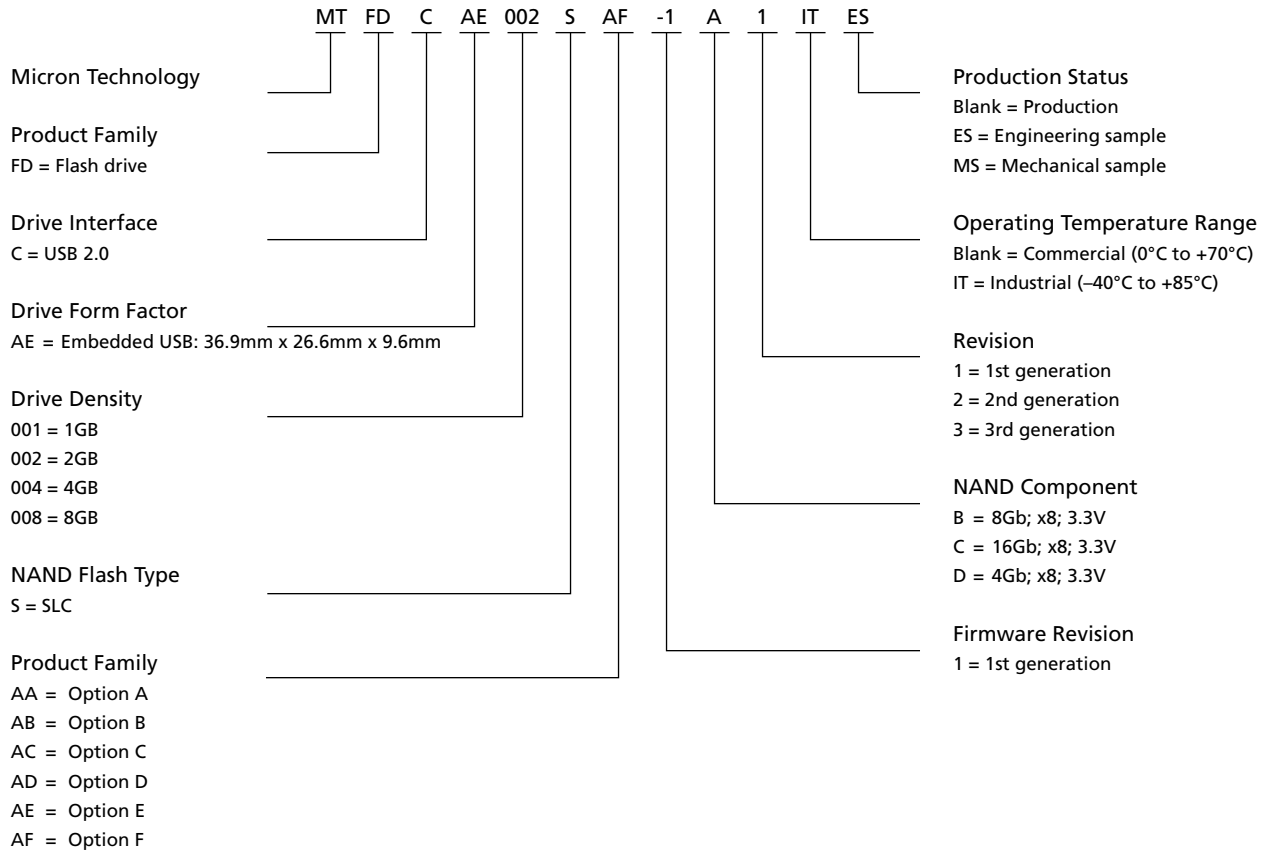 MT FD C AE 002 S AF -1 A 1 IT ES
Micron Technology
Product Family
FD = Flash drive
Drive Interface
C = USB 2.0
Drive Form Factor
AE = Embedded USB: 36.9mm x 26.6mm x 9.6mm
Drive Density
001 = 1GB
002 = 2GB
004 = 4GB
008 = 8GB
NAND Flash Type
S = SLC
Product Family
AA = Option A
AB = Option B
AC = Option C
AD = Option D
AE = Option E
AF = Option F
Production Status
Blank = Production
ES = Engineering sample
MS = Mechanical sample
Operating Temperature Range
Blank = Commercial (0°C to +70°C)
IT = Industrial (–40°C to +85°C)
Revision
1 = 1st generation
2 = 2nd generation
3 = 3rd generation
NAND Component
B = 8Gb; x8; 3.3V
C = 16Gb; x8; 3.3V
D = 4Gb; x8; 3.3V
Firmware Revision
1 = 1st generation